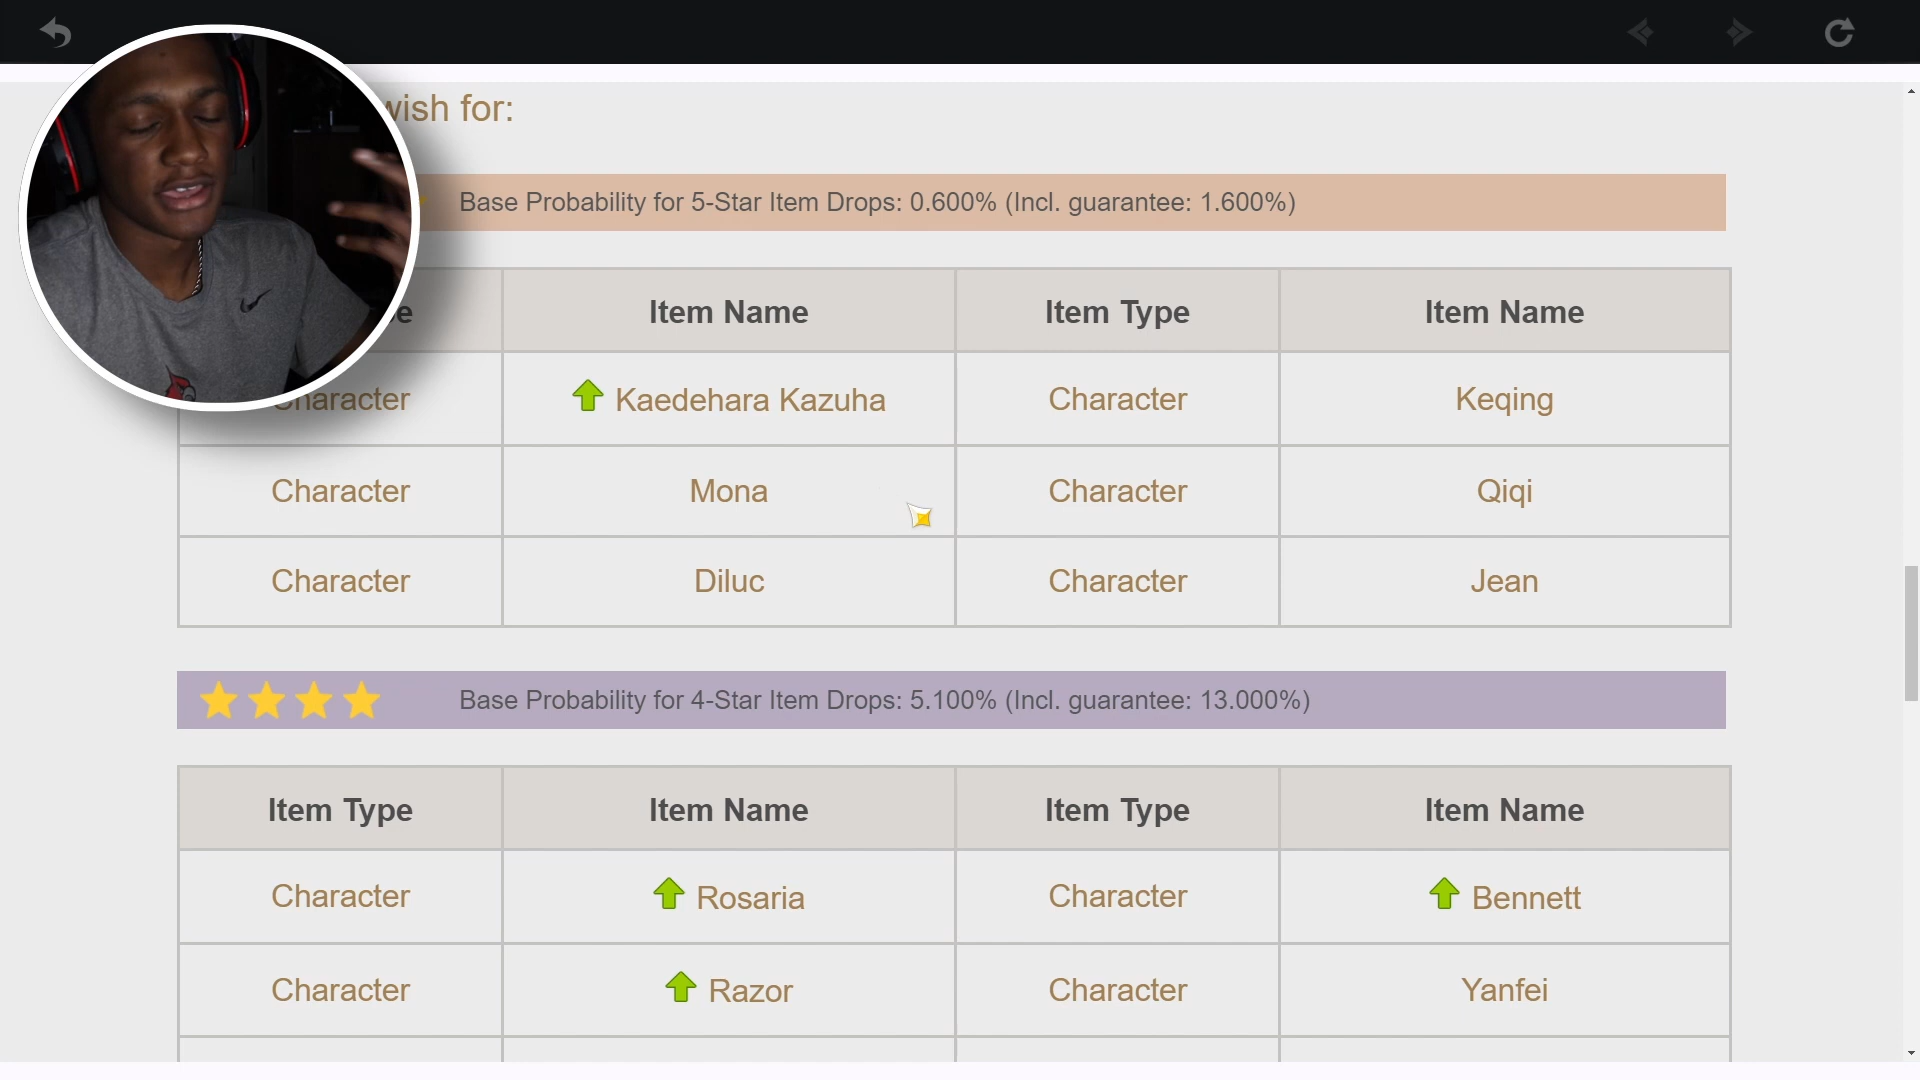 wish for:
Base Probability for 5-Star Item Drops: 0.600% (Incl. guarantee: 1.600%)
Item Name Item Type Item Name
Character Kaedehara Kazuha Character Keqing
Character Mona Character Qiqi
Character Diluc Character Jean
Base Probability for 4-Star Item Drops: 5.100% (Incl. guarantee: 13.000%)
Item Type Item Name Item Type Item Name
Character Rosaria Character Bennett
Character Razor Character Yanfei